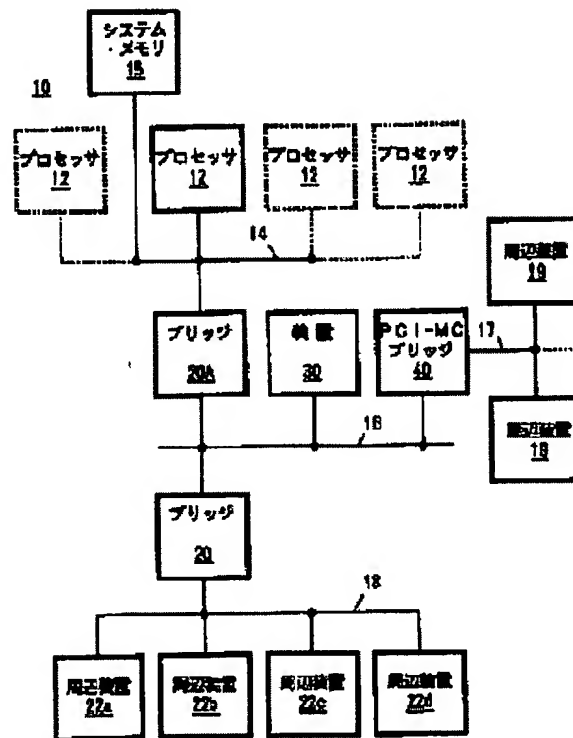 システム
・メモリ
15
10
プロセッサ
12
プロセッサ
12
プロセッサ
12
プロセッサ
12
14
周辺装置
19
ブリッジ
20A
装置
30
PCI-MC
ブリッジ
40
17
周辺装置
18
16
ブリッジ
20
18
周辺装置
22a
周辺装置
22b
周辺装置
22c
周辺装置
22d